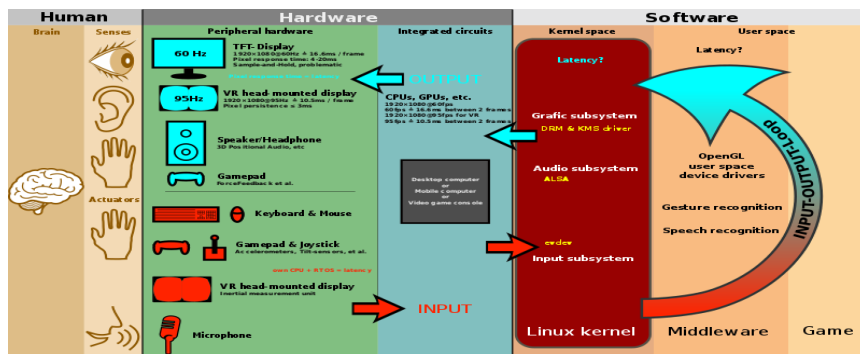 Human
Hardware
Software
Brain
Senses
Peripheral hardware
Integrated circuits
Kernel space
User space
60 Hz
TFT- Display
1920×1080@60Hz ≙ 16.6ms / frame
Pixel response time: 4-20ms
Sample-and-Hold, problematic
OUTPUT
Latency?
Latency?
95Hz
VR head-mounted display
1920 ×1080@95Hz ≙ 10.5ms / frame
Pixel persistence ≤ 3ms
CPUs, GPUs, etc.
1920×1080@60fps
60fps ≙ 16.6ms between 2 frames
1920×1080@95fps for VR
95fps ≙ 10.5ms between 2 frames
Grafic subsystem
DRM & KMS driver
Speaker/Headphone
3D Positional Audio, etc
Gamepad
ForceFeedback et al.
Desktop computer
or
Mobile computer
or
Video game console
Audio subsystem
ALSA
OpenGL
user space
device drivers
INPUT-OUTPUT-Loop
Actuators
Keyboard & Mouse
Gesture recognition
Speech recognition
Gamepad & Joystick
Accelerometers, Tilt-sensors, et al.
evdev
Input subsystem
own CPU + RTOS = latency
VR head-mounted display
Inertial measurement unit
INPUT
Microphone
Linux kernel
Middleware
Game